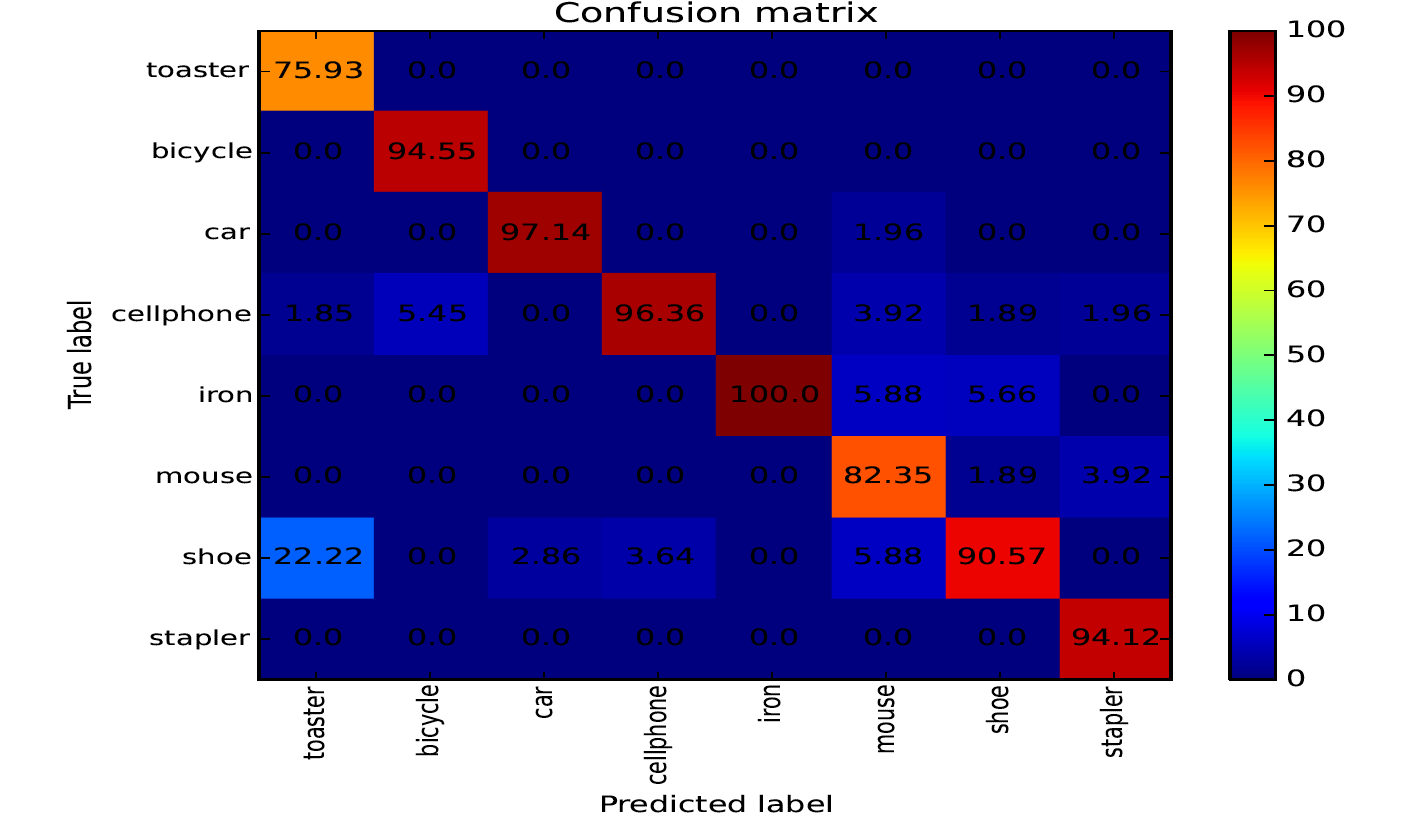 Confusion matrix
toaster 75.93 0.0 0.0 0.0 0.0 0.0 0.0 0.0
bicycle 0.0 94.55 0.0 0.0 0.0 0.0 0.0 0.0
car 0.0 0.0 97.14 0.0 0.0 1.96 0.0 0.0
cellphone 1.85 5.45 0.0 96.36 0.0 3.92 1.89 1.96
iron 0.0 0.0 0.0 0.0 100.0 5.88 5.66 0.0
mouse 0.0 0.0 0.0 0.0 0.0 82.35 1.89 3.92
shoe 22.22 0.0 2.86 3.64 0.0 5.88 90.57 0.0
stapler 0.0 0.0 0.0 0.0 0.0 0.0 0.0 94.12
True label
toaster bicycle car cellphone iron mouse shoe stapler
Predicted label
100
90
80
70
60
50
40
30
20
10
0